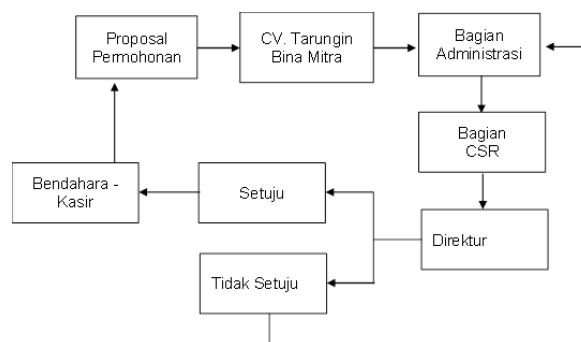 Proposal
Permohonan
CV. Tarungin
Bina Mitra
Bagian
Administrasi
Bagian
CSR
Bendahara -
Kasir
Setuju
Direktur
Tidak Setuju